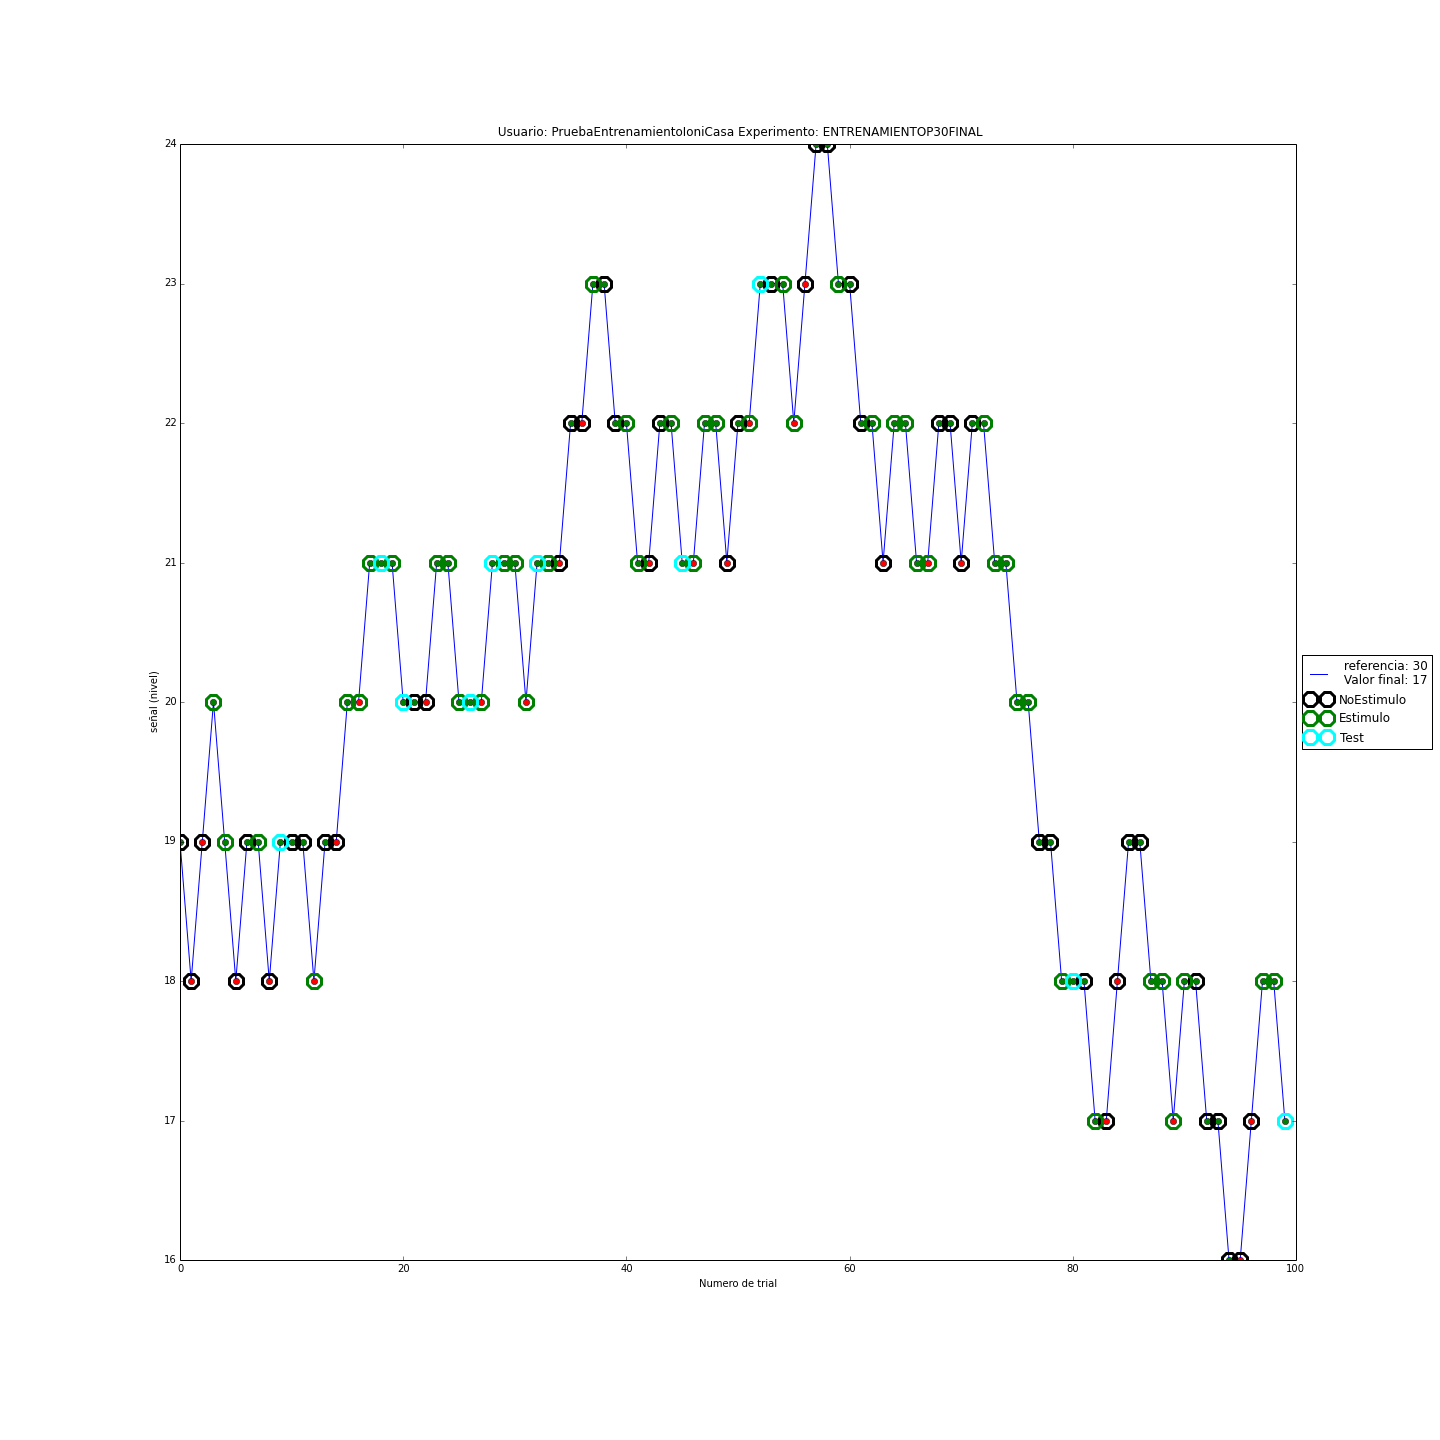 Usuario: PruebaEntrenamientoIoniCasa Experimento: ENTRENAMIENTOP30FINAL
24
23
22
21
20
19
18
17
16
señal (nivel)
0 20 40 60 80 100
Numero de trial
referencia: 30
Valor final: 17
NoEstimulo
Estimulo
Test